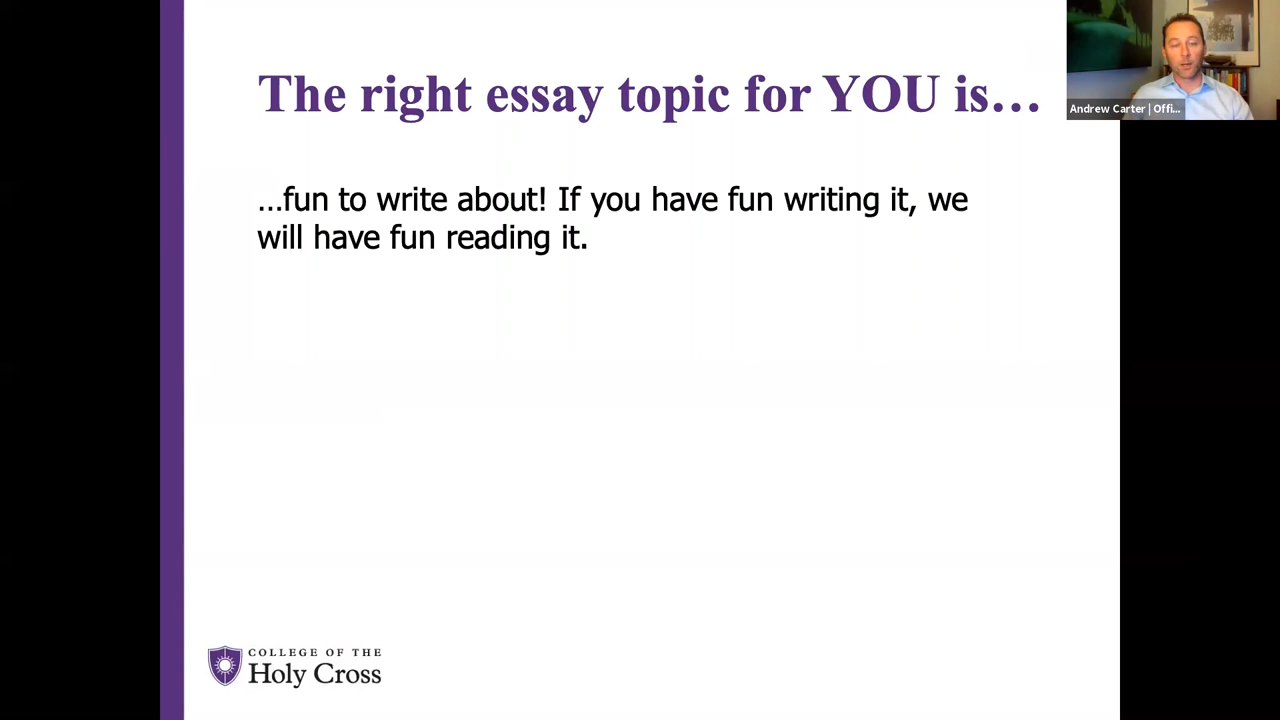 The right essay topic for YOU is...
Andrew Carter | Offi...
...fun to write about! If you have fun writing it, we
will have fun reading it.
COLLEGE OF THE
Holy Cross